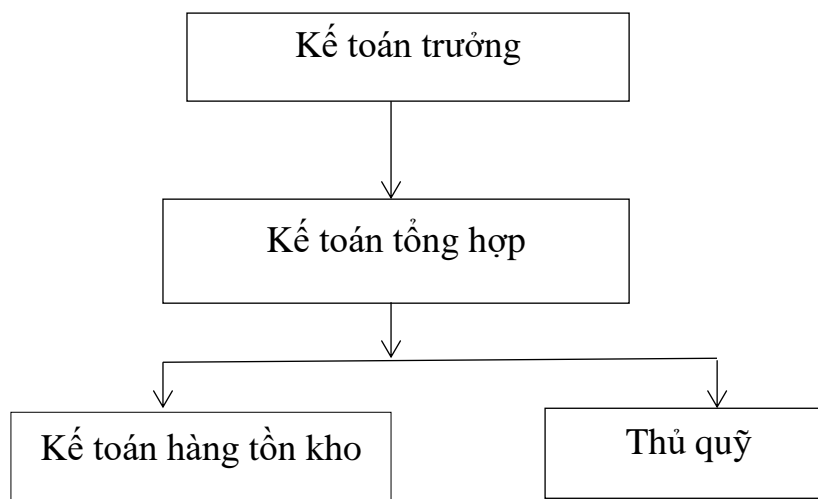 Kế toán trưởng
Kế toán tổng hợp
Kế toán hàng tồn kho
Thủ quỹ